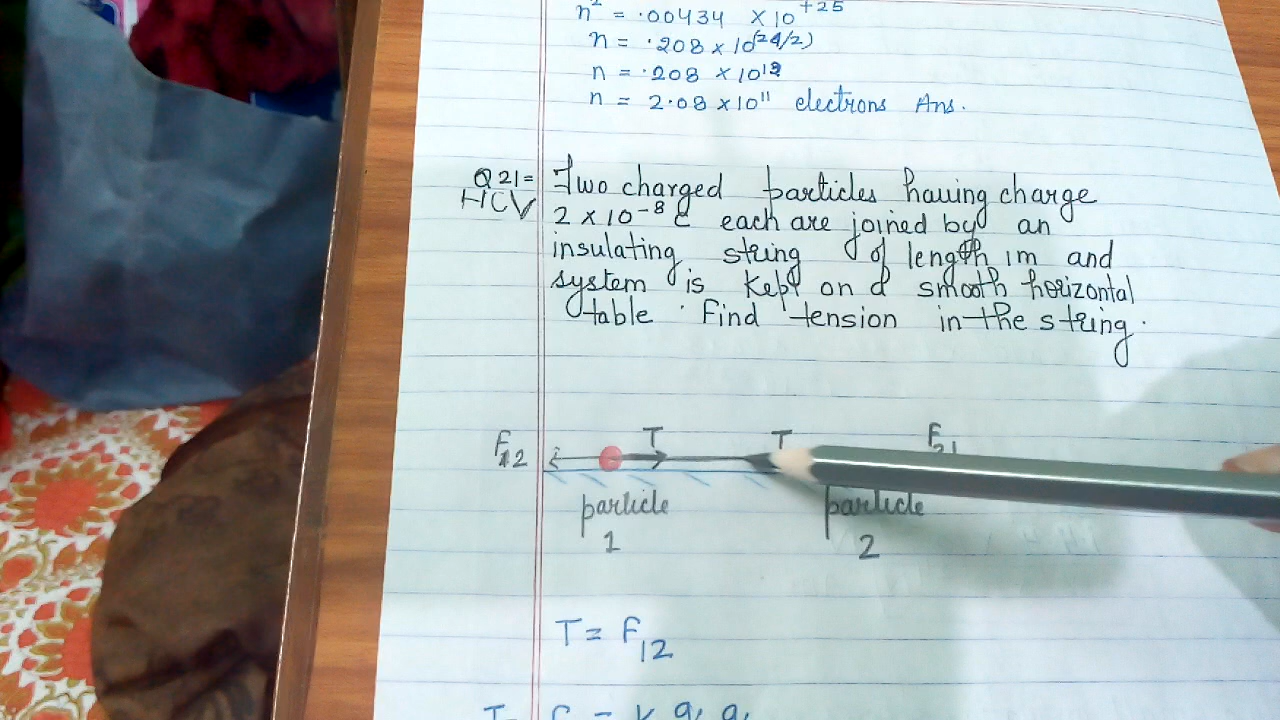 n² = .00434 × 10⁺²⁵
n = .208 × 10⁽²⁴/²⁾
n = .208 × 10¹²
n = 2.08 × 10¹¹ electrons Ans.
Q 21 = Two charged particles having charge
HCV 2 × 10⁻⁸ C each are joined by an
insulating string of length 1m and
system is kept on a smooth horizontal
table. Find tension in the string.
F₁₂ T T F₂₁
particle particle
1 2
T = F₁₂